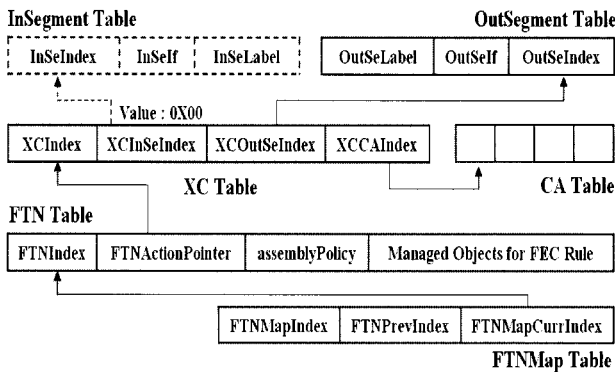 InSegment Table
OutSegment Table
InSeIndex InSeIf InSeLabel
OutSeLabel OutSeIf OutSeIndex
Value : 0X00
XCIndex XCInSeIndex XCOutSeIndex XCCAIndex
XC Table
CA Table
FTN Table
FTNIndex FTNActionPointer assemblyPolicy Managed Objects for FEC Rule
FTNMapIndex FTNPrevIndex FTNMapCurrIndex
FTNMap Table